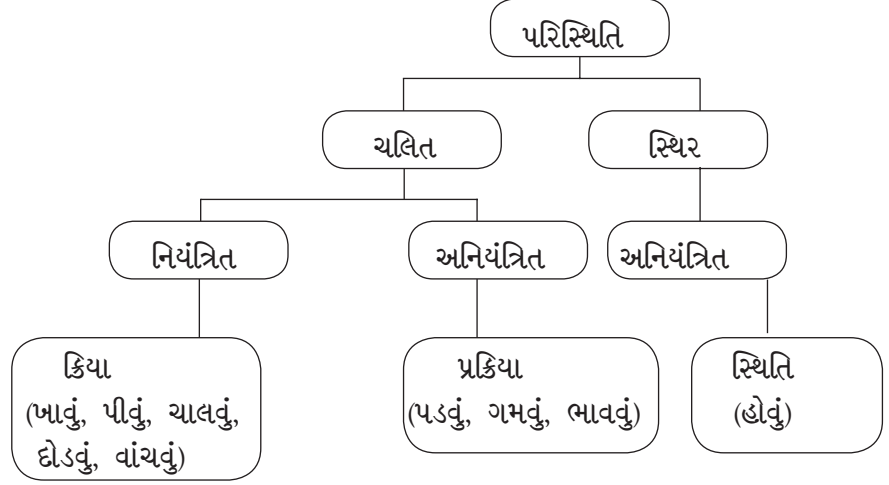 પરિસ્થિતિ
ચલિત
સ્થિર
નિયંત્રિત
અનિયંત્રિત
અનિયંત્રિત
ક્રિયા
(ખાવું, પીવું, ચાલવું,
દોડવું, વાંચવું)
પ્રક્રિયા
(પડવું, ગમવું, ભાવવું)
સ્થિતિ
(હોવું)